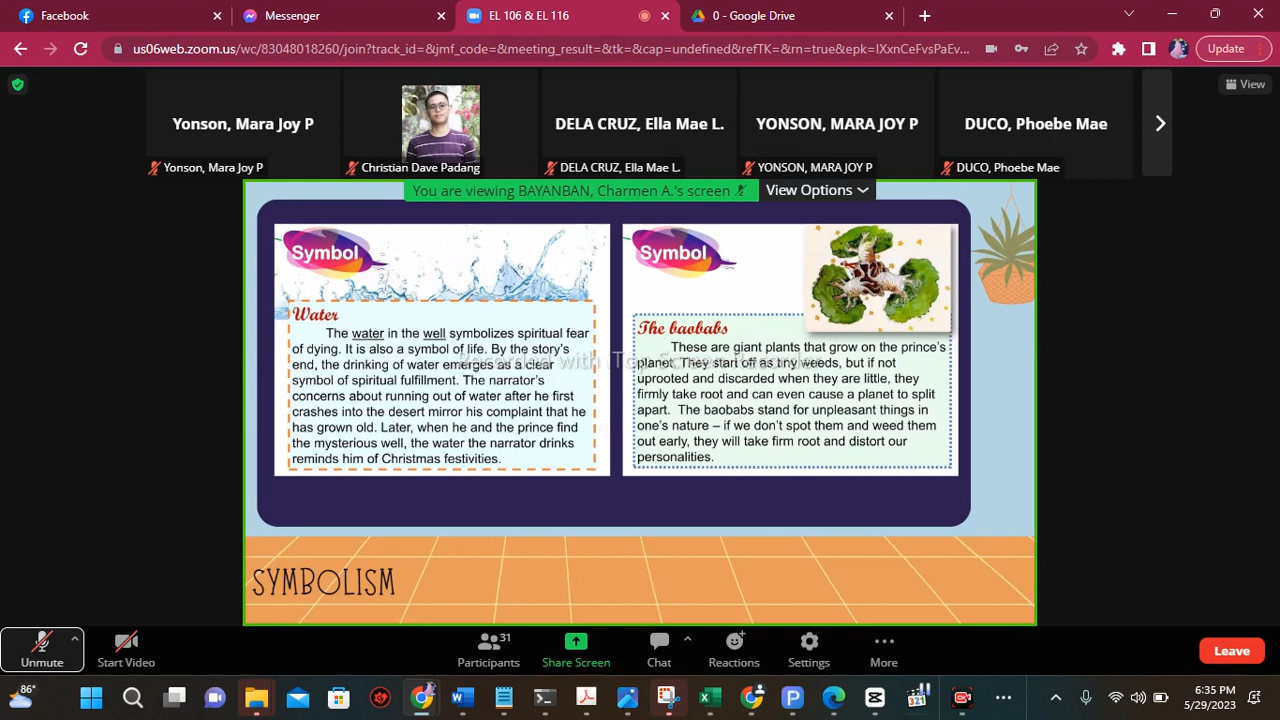 Facebook
Messenger
EL 106 & EL 116
0 - Google Drive
us06web.zoom.us/wc/83048018260/join?track_id=&jmf_code=&meeting_result=&tk=&cap=undefined&refTK=&rn=true&epk=IXxnCeFvsPaEv...
Update
View
Yonson, Mara Joy P
DELA CRUZ, Ella Mae L.
YONSON, MARA JOY P
DUCO, Phoebe Mae
Yonson, Mara Joy P
Christian Dave Padang
DELA CRUZ, Ella Mae L.
YONSON, MARA JOY P
DUCO, Phoebe Mae
You are viewing BAYANBAN, Charmen A.'s screen
View Options
Symbol
Water
The water in the well symbolizes spiritual fear
of dying. It is also a symbol of life. By the story's
end, the drinking of water emerges as a clear
symbol of spiritual fulfillment. The narrator's
concerns about running out of water after he first
crashes into the desert mirror his complaint that he
has grown old. Later, when he and the prince find
the mysterious well, the water the narrator drinks
reminds him of Christmas festivities.
Symbol
The baobabs
These are giant plants that grow on the prince's
planet. They start off as tiny weeds, but if not
uprooted and discarded when they are little, they
firmly take root and can even cause a planet to split
apart. The baobabs stand for unpleasant things in
one's nature – if we don't spot them and weed them
out early, they will take firm root and distort our
personalities.
Recorded with iTop Screen Recorder
SYMBOLISM
Unmute
Start Video
Participants
31
Share Screen
Chat
Reactions
Settings
More
Leave
86°
321
6:35 PM
5/29/2023